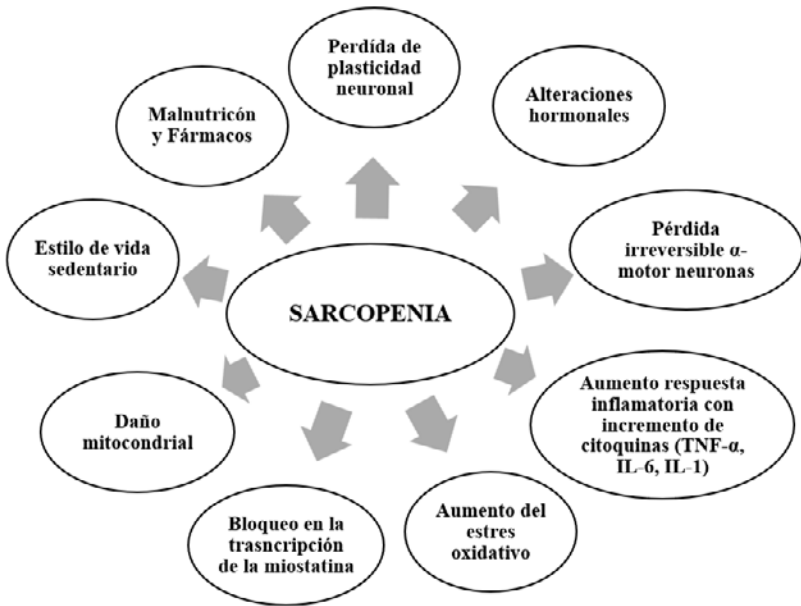 Perdída de
plasticidad
neuronal
Alteraciones
hormonales
Malnutricón
y Fármacos
Pérdida
irreversible α-
motor neuronas
Estilo de vida
sedentario
SARCOPENIA
Aumento respuesta
inflamatoria con
incremento de
citoquinas (TNF-α,
IL-6, IL-1)
Daño
mitocondrial
Aumento del
estres
oxidativo
Bloqueo en la
trasncripción
de la miostatina